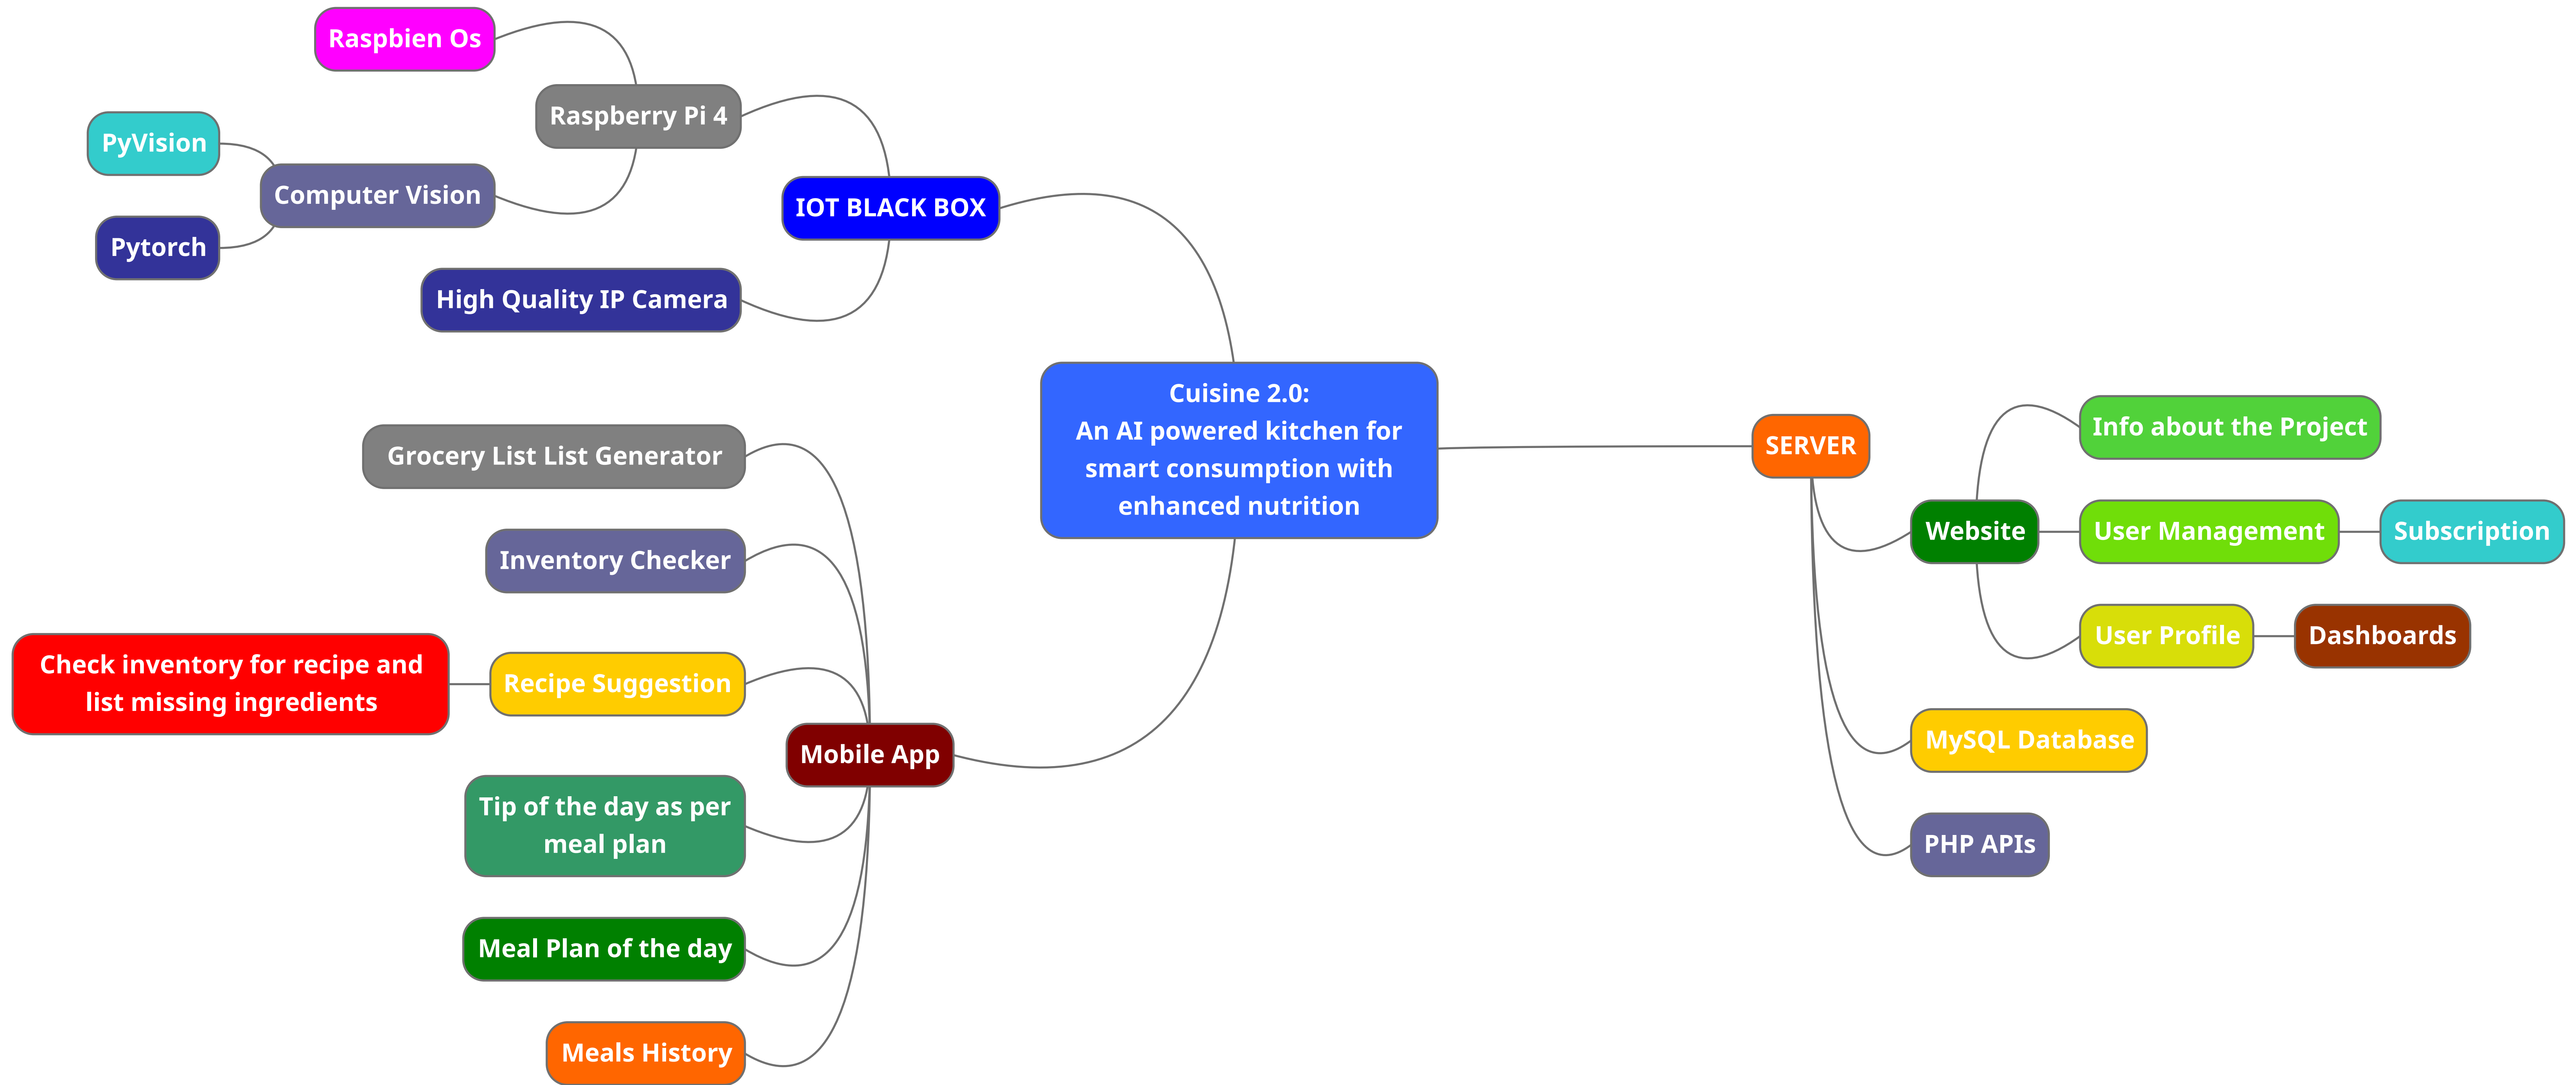 Raspbien Os
Raspberry Pi 4
PyVision
Computer Vision
Pytorch
IOT BLACK BOX
High Quality IP Camera
Cuisine 2.0:
An AI powered kitchen for
smart consumption with
enhanced nutrition
Grocery List List Generator
Inventory Checker
Check inventory for recipe and
list missing ingredients
Recipe Suggestion
Mobile App
Tip of the day as per
meal plan
Meal Plan of the day
Meals History
SERVER
Info about the Project
Website
User Management
Subscription
User Profile
Dashboards
MySQL Database
PHP APIs